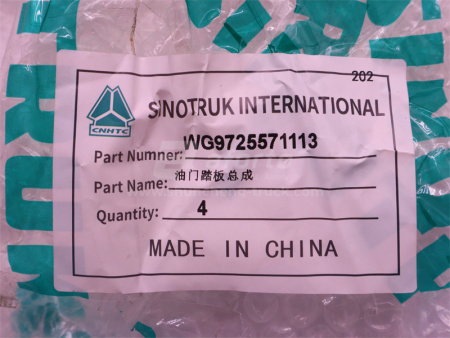 202
SINOTRUK INTERNATIONAL
CNHTC
Part Numner: WG9725571113
Part Name: 油门踏板总成
Quantity: 4
MADE IN CHINA